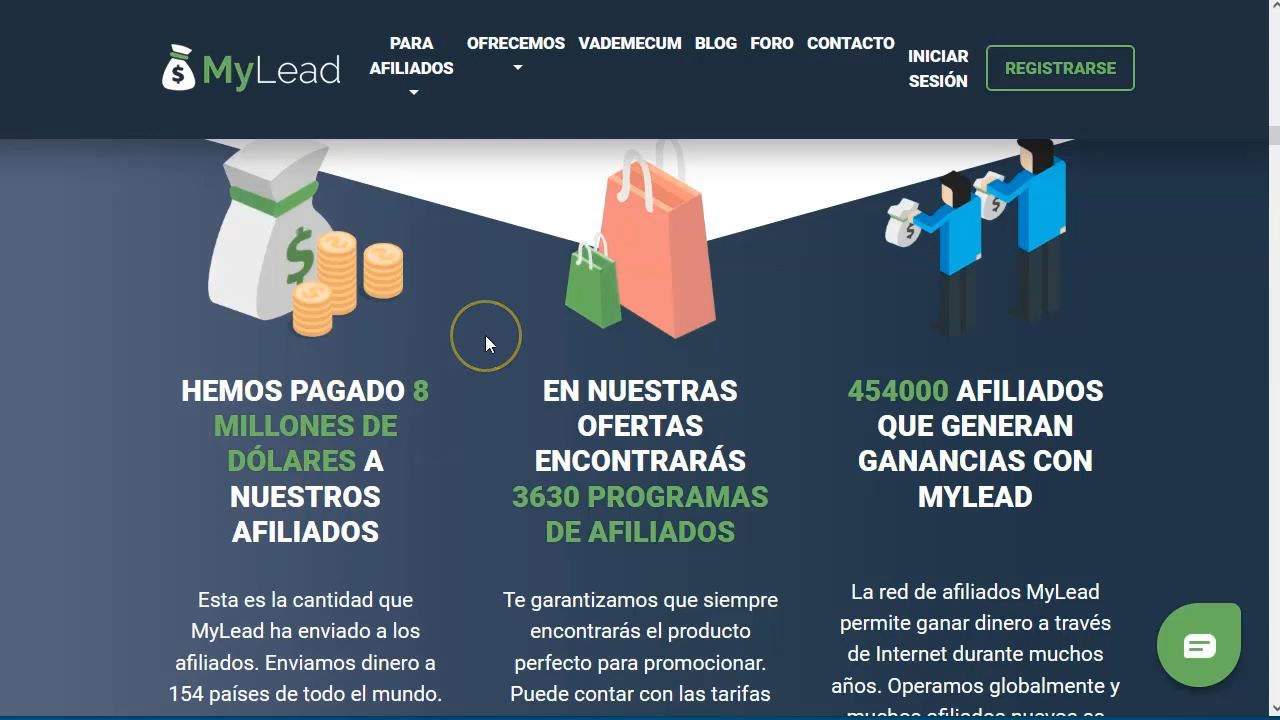 MyLead
PARA
AFILIADOS
OFRECEMOS
VADEMECUM
BLOG
FORO
CONTACTO
INICIAR
SESIÓN
REGISTRARSE
HEMOS PAGADO 8
MILLONES DE
DÓLARES A
NUESTROS
AFILIADOS
Esta es la cantidad que
MyLead ha enviado a los
afiliados. Enviamos dinero a
154 países de todo el mundo.
EN NUESTRAS
OFERTAS
ENCONTRARÁS
3630 PROGRAMAS
DE AFILIADOS
Te garantizamos que siempre
encontrarás el producto
perfecto para promocionar.
Puede contar con las tarifas
454000 AFILIADOS
QUE GENERAN
GANANCIAS CON
MYLEAD
La red de afiliados MyLead
permite ganar dinero a través
de Internet durante muchos
años. Operamos globalmente y
muchos afiliados nuevos se